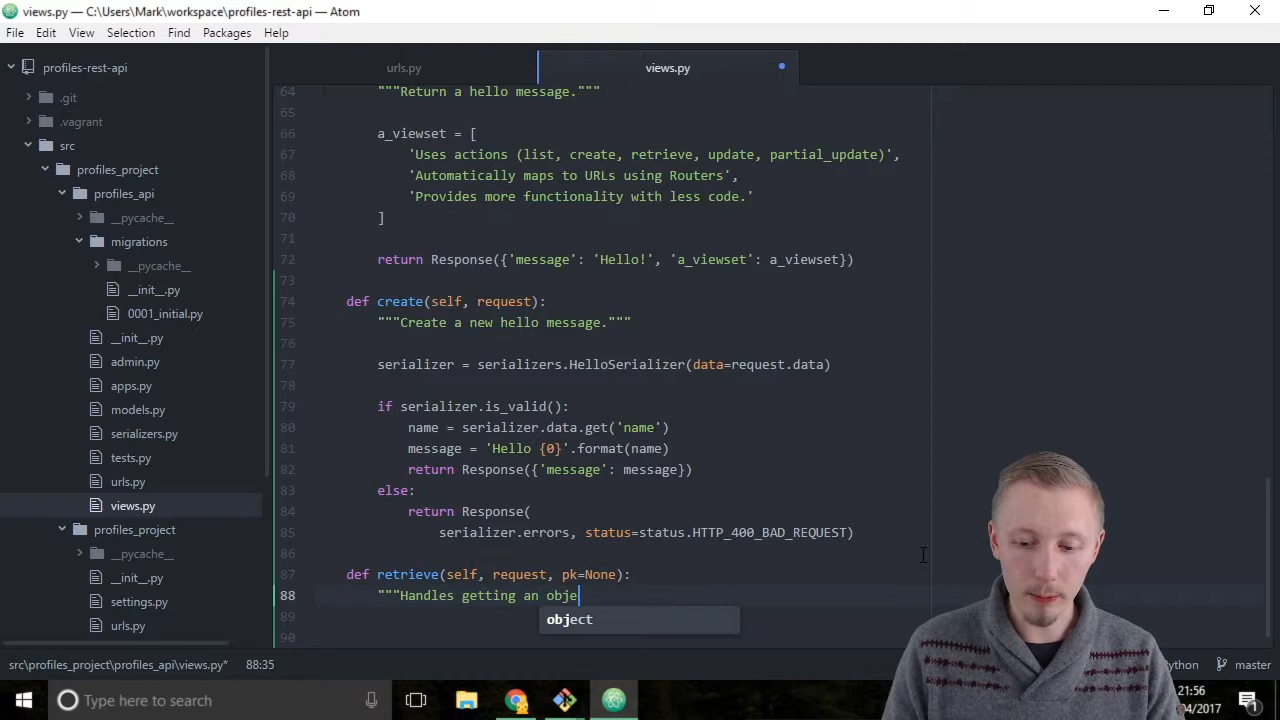 views.py — C:\Users\Mark\workspace\profiles-rest-api — Atom
File Edit View Selection Find Packages Help
profiles-rest-api
.git
.vagrant
src
profiles_project
profiles_api
__pycache__
migrations
__pycache__
__init__.py
0001_initial.py
__init__.py
admin.py
apps.py
models.py
serializers.py
tests.py
urls.py
views.py
profiles_project
__pycache__
__init__.py
settings.py
urls.py
urls.py views.py
64 """Return a hello message."""
65
66 a_viewset = [
67 'Uses actions (list, create, retrieve, update, partial_update)',
68 'Automatically maps to URLs using Routers',
69 'Provides more functionality with less code.'
70 ]
71
72 return Response({'message': 'Hello!', 'a_viewset': a_viewset})
73
74 def create(self, request):
75 """Create a new hello message."""
76
77 serializer = serializers.HelloSerializer(data=request.data)
78
79 if serializer.is_valid():
80 name = serializer.data.get('name')
81 message = 'Hello {0}'.format(name)
82 return Response({'message': message})
83 else:
84 return Response(
85 serializer.errors, status=status.HTTP_400_BAD_REQUEST)
86
87 def retrieve(self, request, pk=None):
88 """Handles getting an obje
89 object
90
src\profiles_project\profiles_api\views.py* 88:35 master
Type here to search
21:56
1